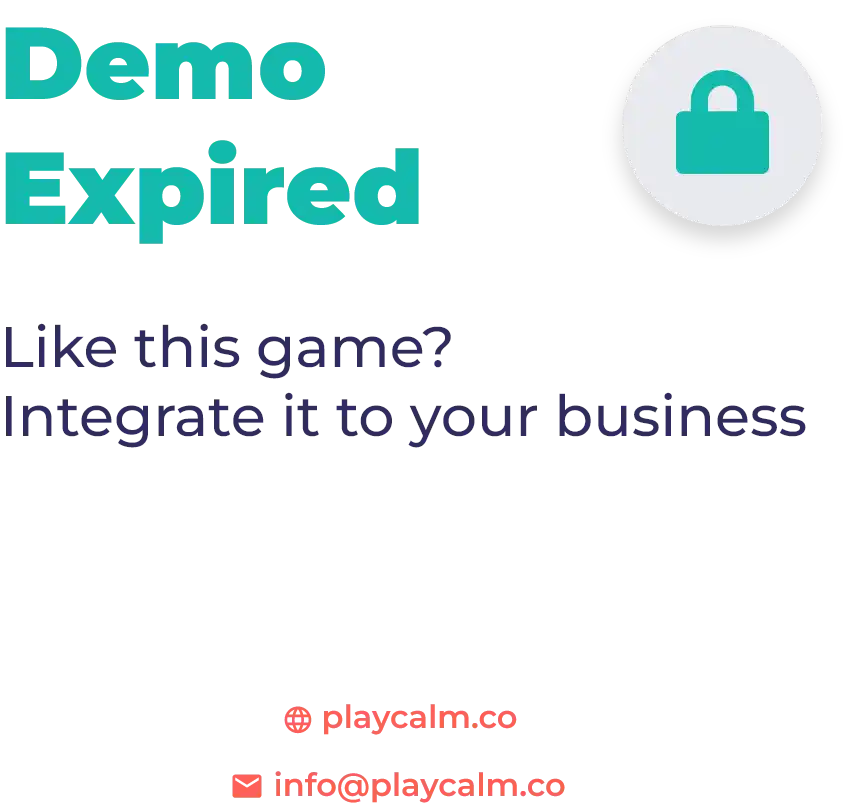 Demo
Expired
Like this game?
Integrate it to your business
playcalm.co
info@playcalm.co